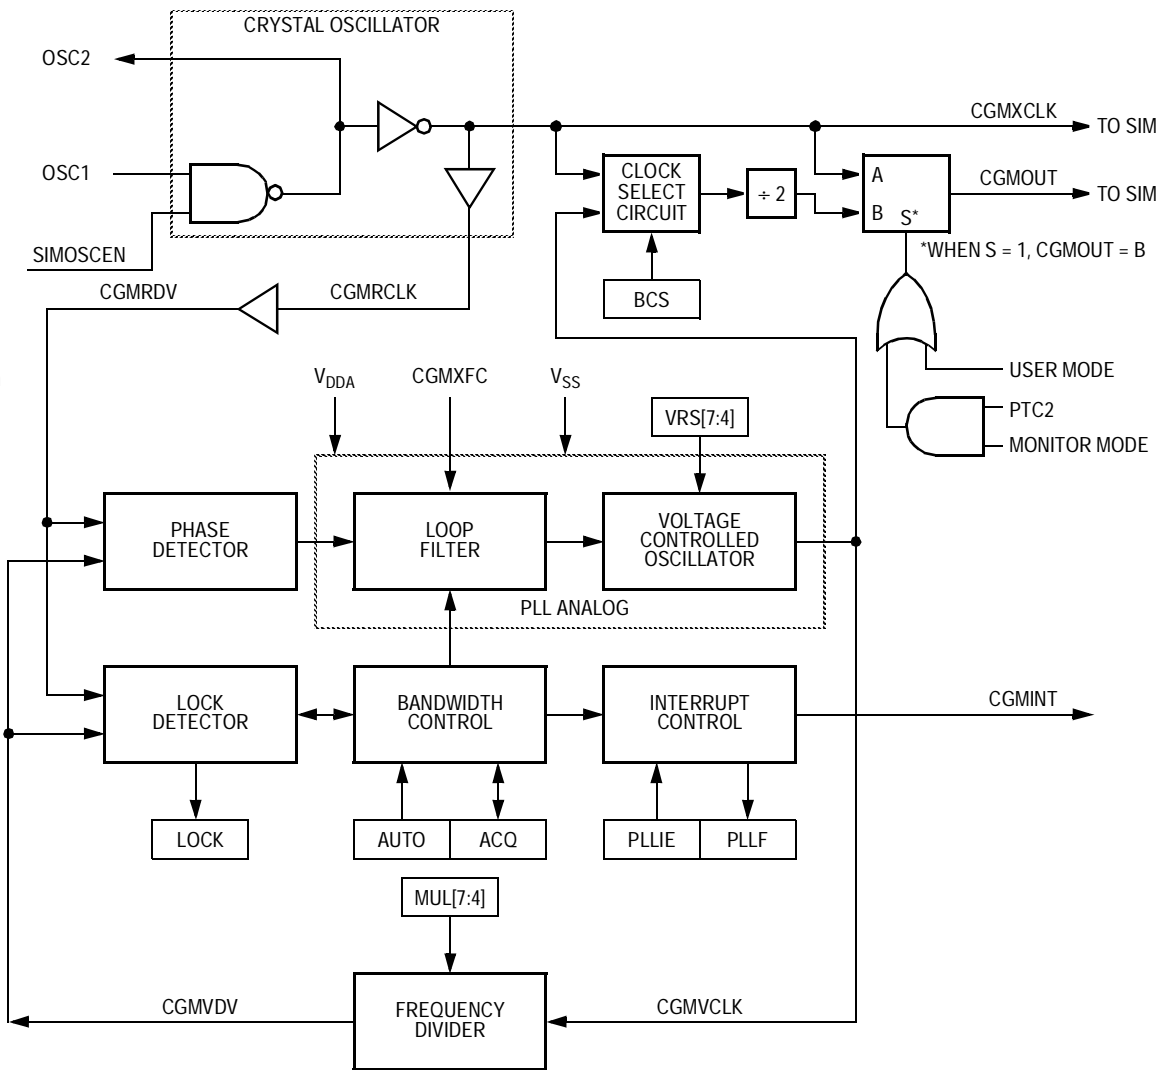 CRYSTAL OSCILLATOR
OSC2
CGMXCLK
TO SIM
OSC1
CLOCK
SELECT
CIRCUIT
÷ 2
A
B
S*
CGMOUT
TO SIM
SIMOSCEN
*WHEN S = 1, CGMOUT = B
CGMRDV
CGMRCLK
BCS
VDDA
CGMXFC
VSS
USER MODE
VRS[7:4]
PTC2
MONITOR MODE
PHASE
DETECTOR
LOOP
FILTER
VOLTAGE
CONTROLLED
OSCILLATOR
PLL ANALOG
LOCK
DETECTOR
BANDWIDTH
CONTROL
INTERRUPT
CONTROL
CGMINT
LOCK
AUTO
ACQ
PLLIE
PLLF
MUL[7:4]
CGMVDV
FREQUENCY
DIVIDER
CGMVCLK